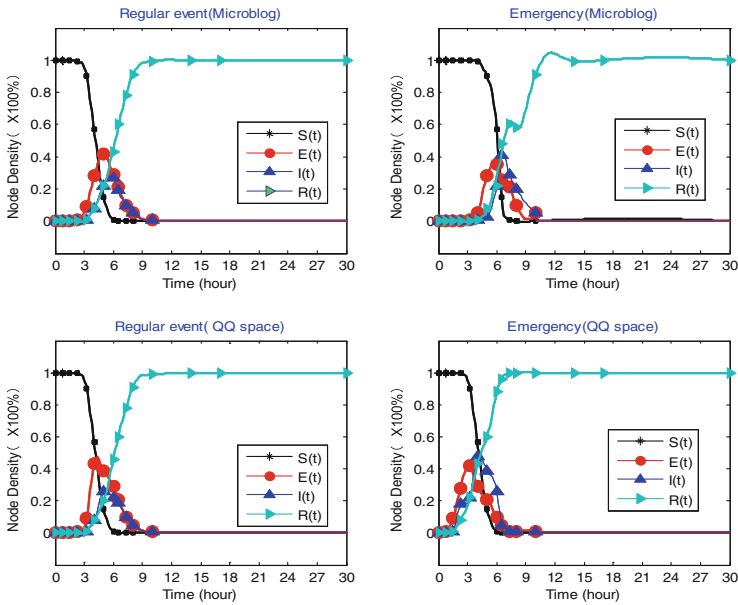 Regular event(Microblog)
Node Density( X100%)
1
0.8
0.6
0.4
0.2
0
S(t)
E(t)
I(t)
R(t)
0 3 6 9 12 15 18 21 24 27 30
Time (hour)
Emergency(Microblog)
Node Density( X100%)
1
0.8
0.6
0.4
0.2
0
S(t)
E(t)
I(t)
R(t)
0 3 6 9 12 15 18 21 24 27 30
Time (hour)
Regular event( QQ space)
Node Density( X100%)
1
0.8
0.6
0.4
0.2
0
S(t)
E(t)
I(t)
R(t)
0 3 6 9 12 15 18 21 24 27 30
Time (hour)
Emergency(QQ space)
Node Density( X100%)
1
0.8
0.6
0.4
0.2
0
S(t)
E(t)
I(t)
R(t)
0 3 6 9 12 15 18 21 24 27 30
Time (hour)